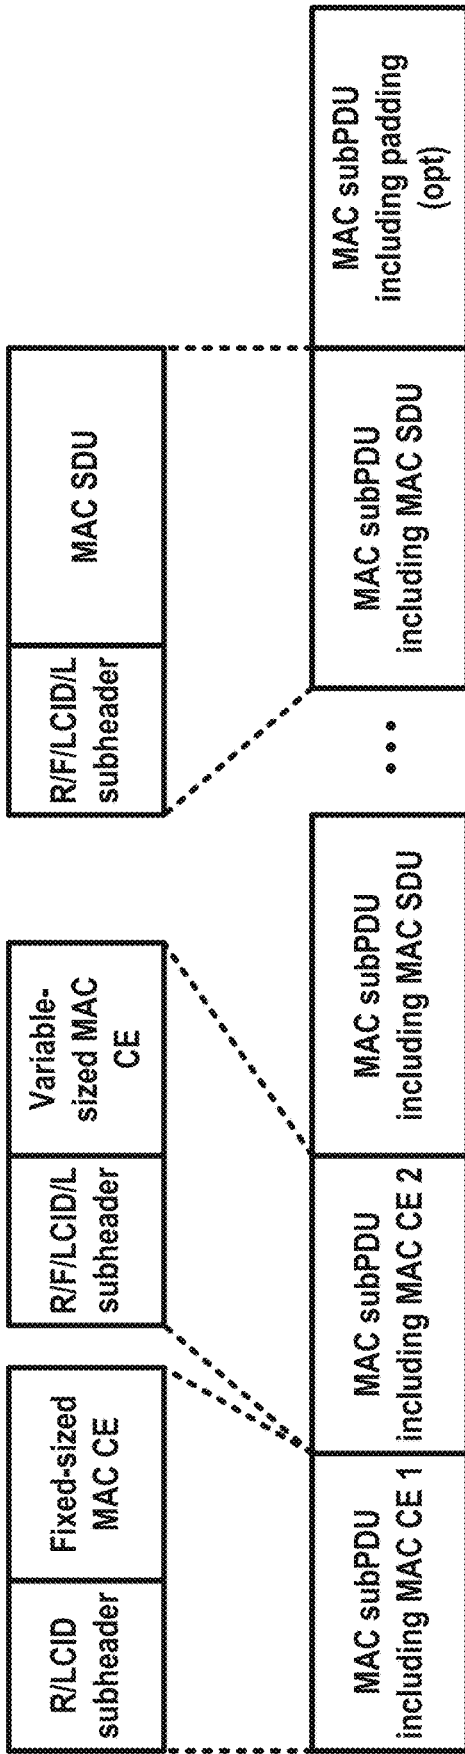 R/LCID
subheader
Fixed-sized
MAC CE
R/F/LCID/L
subheader
Variable-
sized MAC
CE
R/F/LCID/L
subheader
MAC SDU
MAC subPDU
including MAC CE 1
MAC subPDU
including MAC CE 2
MAC subPDU
including MAC SDU
• • •
MAC subPDU
including MAC SDU
MAC subPDU
including padding
(opt)